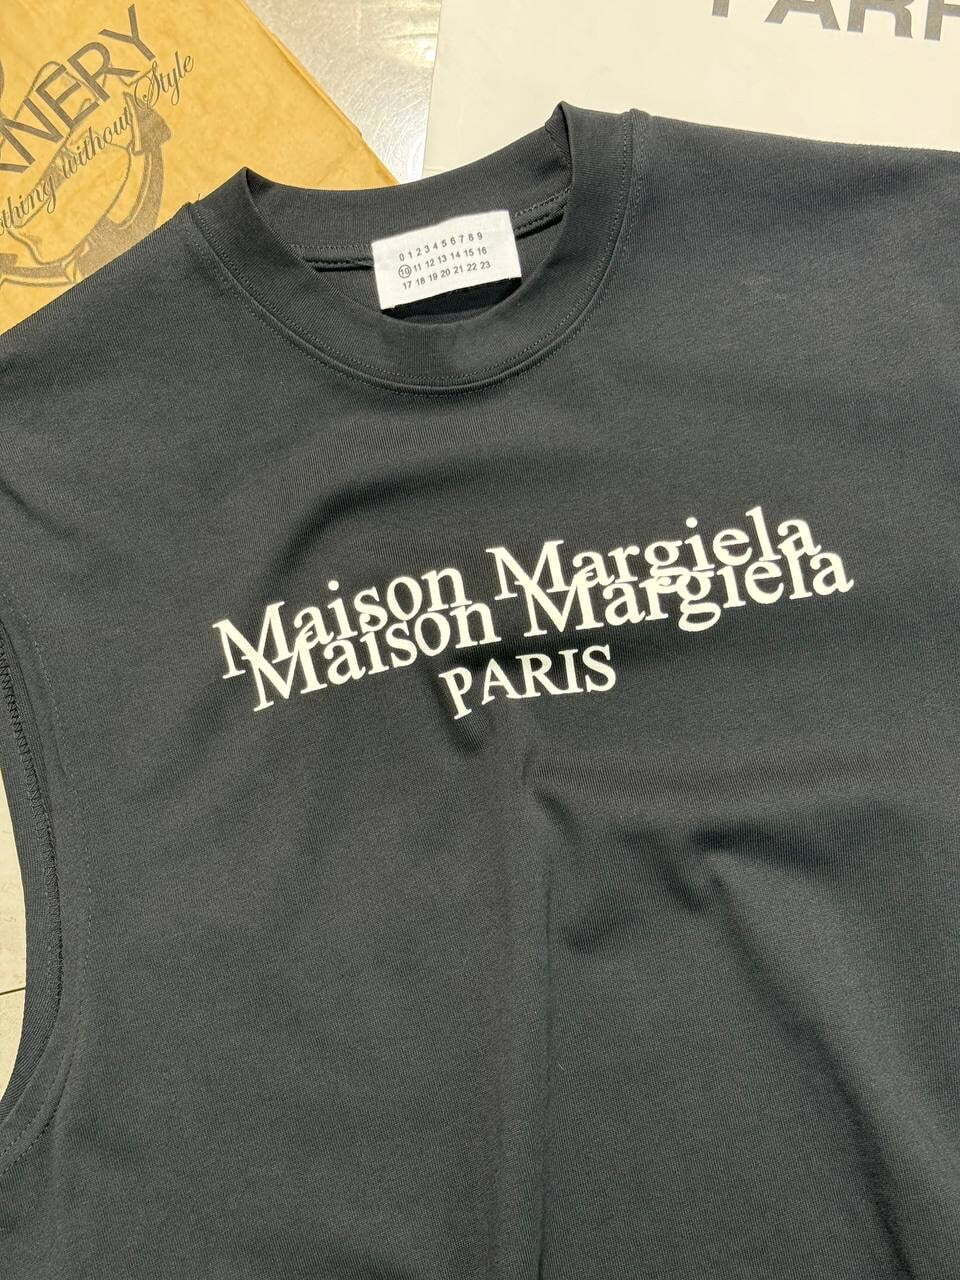 NERY
thing without Style
0 1 2 3 4 5 6 7 8 9
10 11 12 13 14 15 16
17 18 19 20 21 22 23
Maison Margiela
Maison Margiela
PARIS